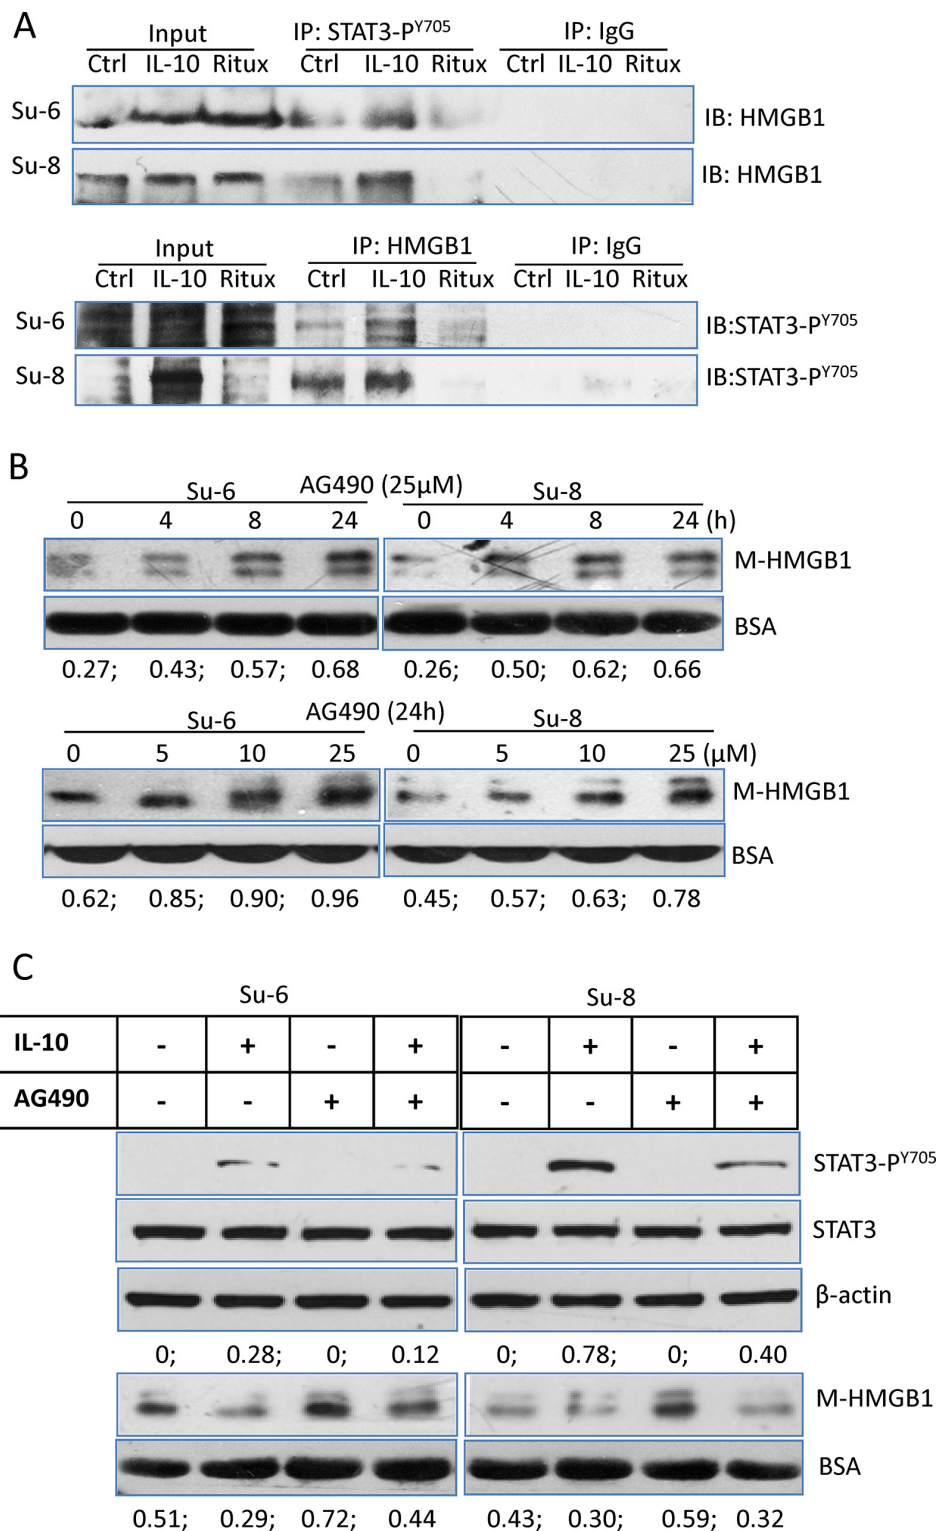 A
Input IP: STAT3-P^Y705 IP: IgG
Ctrl IL-10 Ritux Ctrl IL-10 Ritux Ctrl IL-10 Ritux
Su-6 IB: HMGB1
Su-8 IB: HMGB1
Input IP: HMGB1 IP: IgG
Ctrl IL-10 Ritux Ctrl IL-10 Ritux Ctrl IL-10 Ritux
Su-6 IB:STAT3-P^Y705
Su-8 IB:STAT3-P^Y705
B
Su-6 AG490 (25μM) Su-8
0 4 8 24 0 4 8 24 (h)
M-HMGB1
BSA
0.27; 0.43; 0.57; 0.68 0.26; 0.50; 0.62; 0.66
Su-6 AG490 (24h) Su-8
0 5 10 25 0 5 10 25 (μM)
M-HMGB1
BSA
0.62; 0.85; 0.90; 0.96 0.45; 0.57; 0.63; 0.78
C
Su-6 Su-8
IL-10 - + - + - + - +
AG490 - - + + - - + +
STAT3-P^Y705
STAT3
β-actin
0; 0.28; 0; 0.12 0; 0.78; 0; 0.40
M-HMGB1
BSA
0.51; 0.29; 0.72; 0.44 0.43; 0.30; 0.59; 0.32